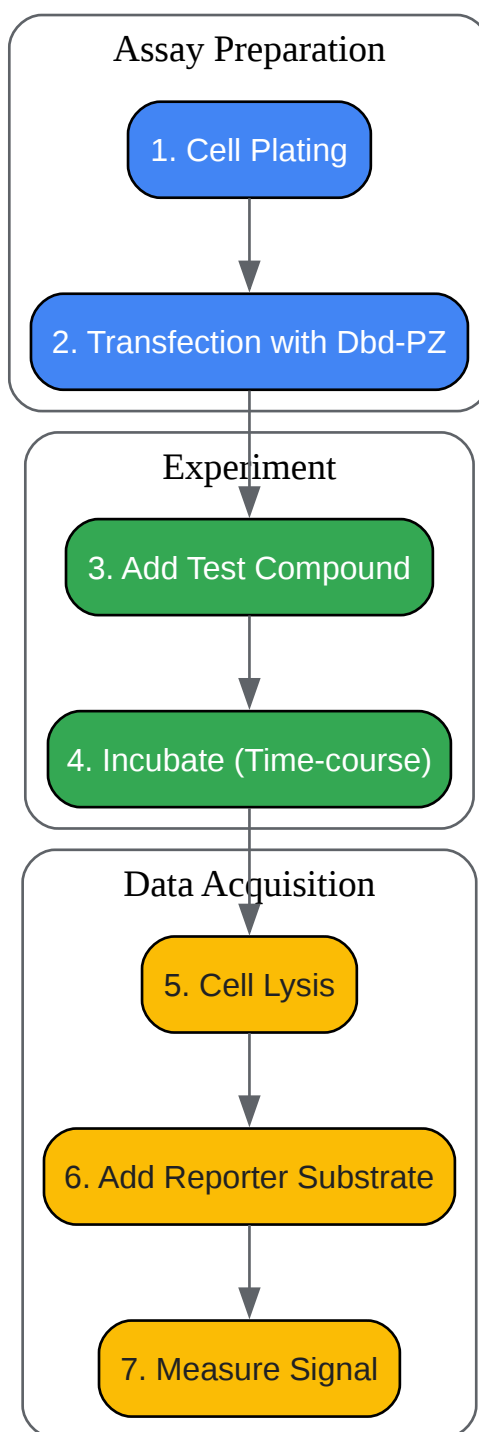 Assay Preparation
1. Cell Plating
2. Transfection with Dbd-PZ
Experiment
3. Add Test Compound
4. Incubate (Time-course)
Data Acquisition
5. Cell Lysis
6. Add Reporter Substrate
7. Measure Signal